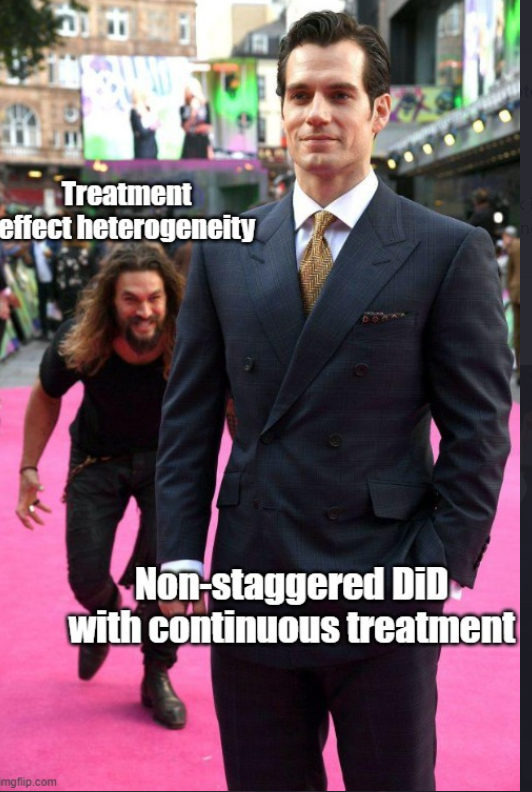 Treatment
effect heterogeneity
Non-staggered DiD
with continuous treatment
mgflip.com